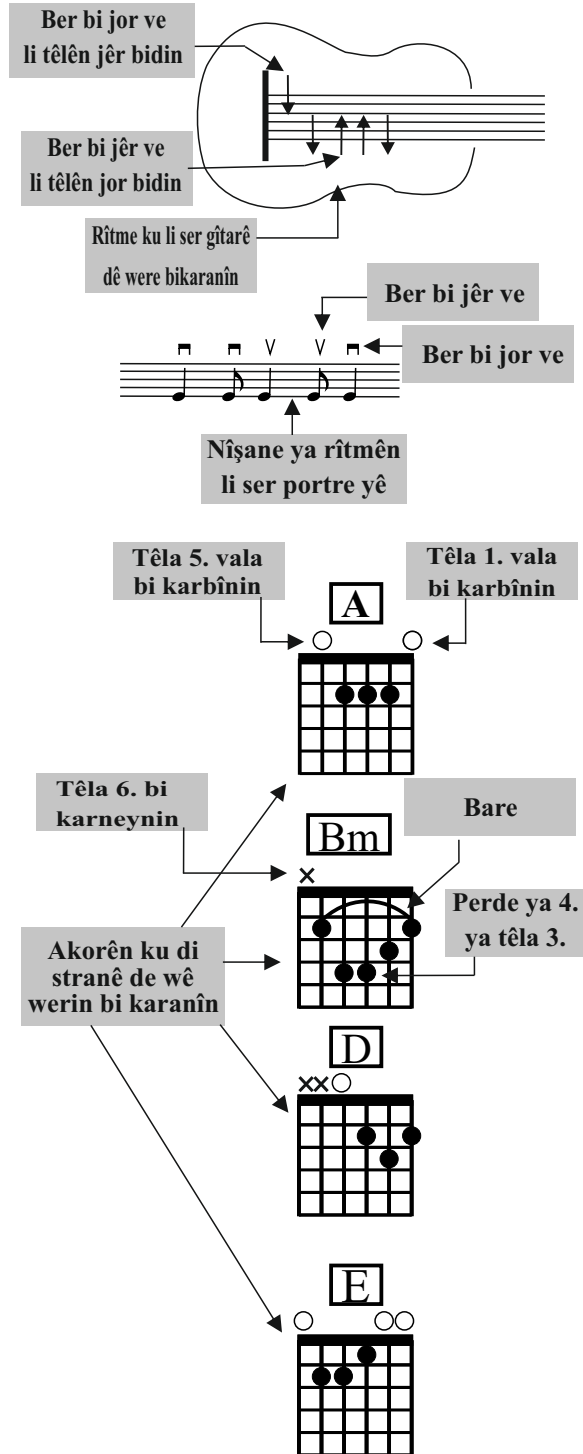 Ber bi jor ve
li têlên jêr bidin
Ber bi jêr ve
li têlên jor bidin
Rîtme ku li ser gîtarê
dê were bikaranîn
Ber bi jêr ve
Ber bi jor ve
Nîşane ya rîtmên
li ser portre yê
Têla 5. vala
bi karbînin
Têla 1. vala
bi karbînin
A
Têla 6. bi
karneynin
Bare
Bm
Perde ya 4.
ya têla 3.
Akorên ku di
stranê de wê
werin bi karanîn
D
E